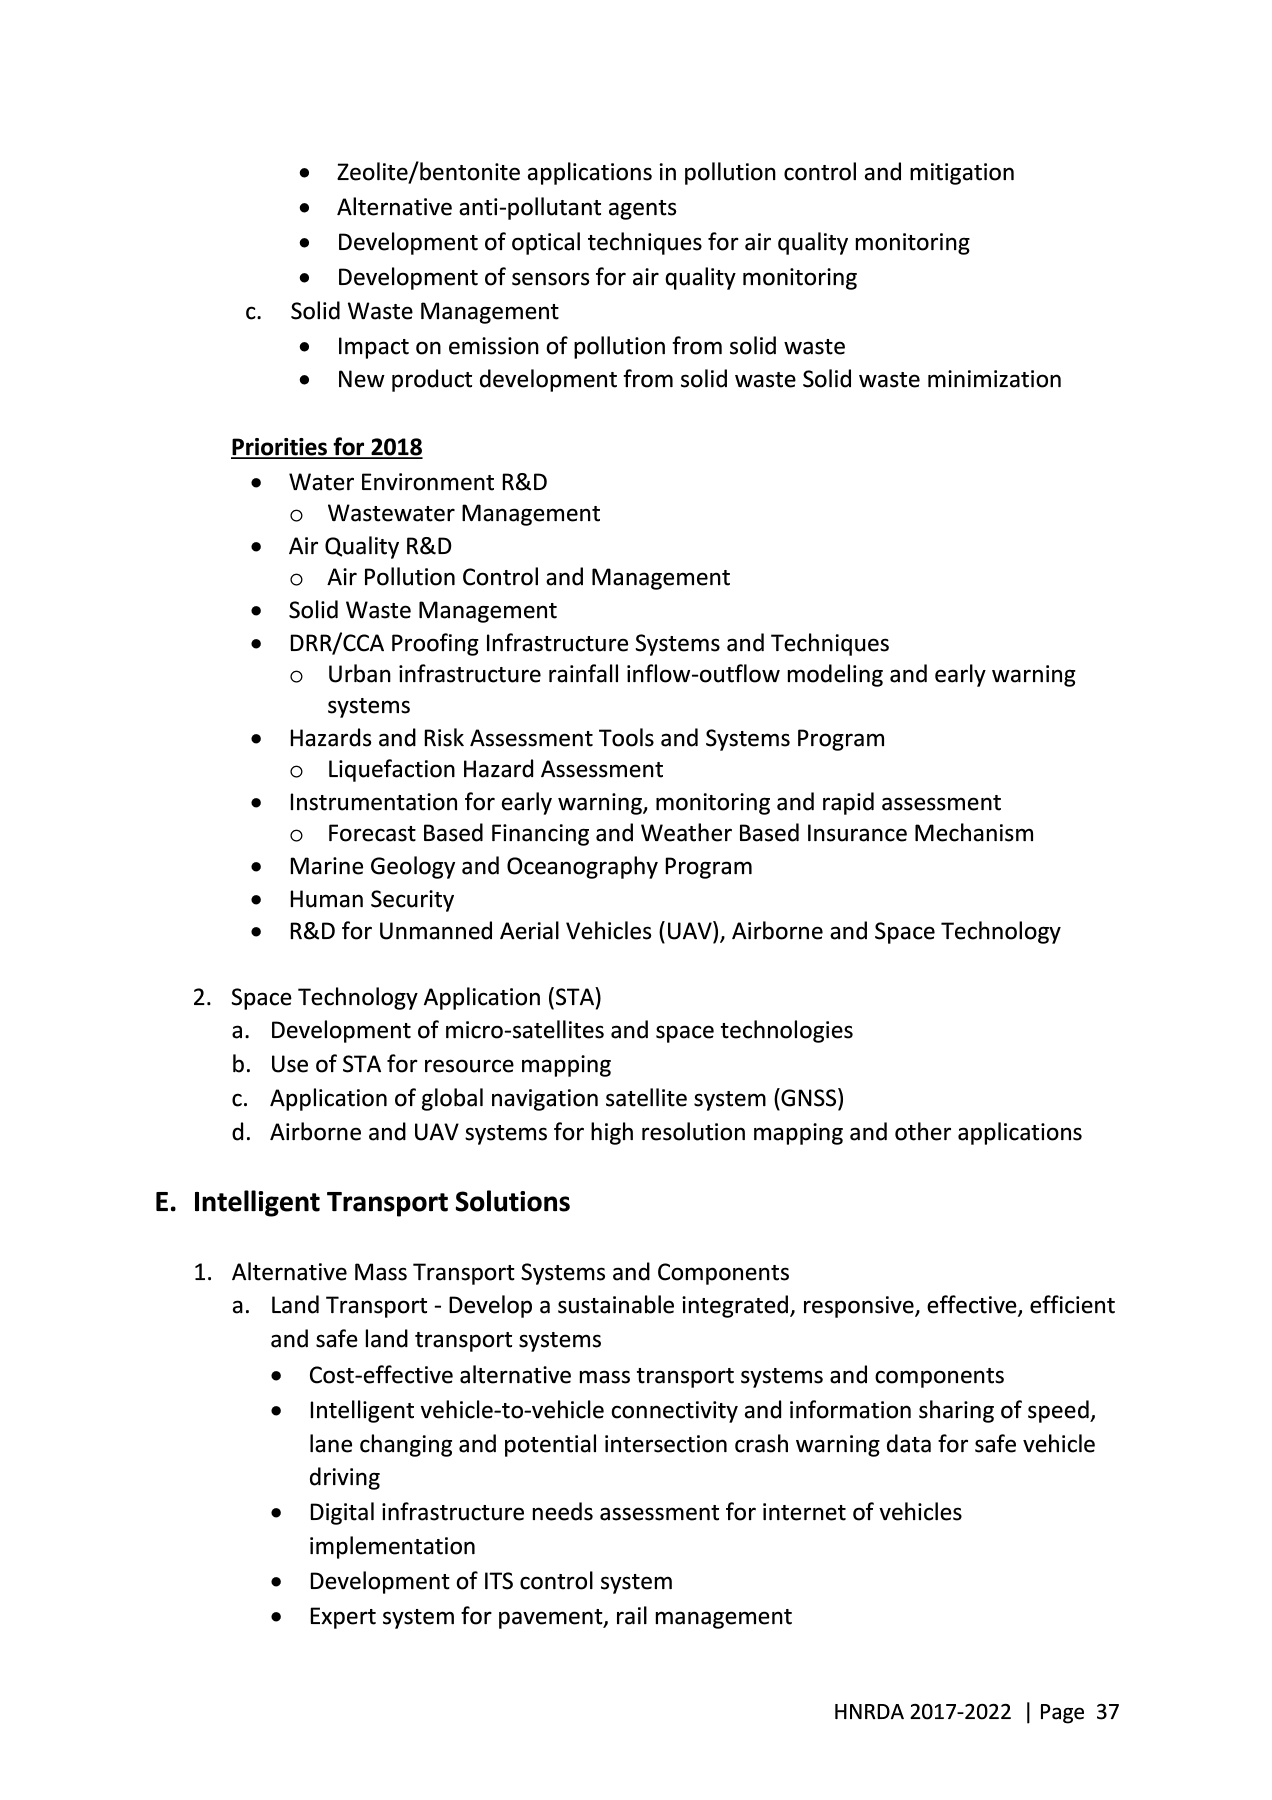 • Zeolite/bentonite applications in pollution control and mitigation
• Alternative anti-pollutant agents
• Development of optical techniques for air quality monitoring
• Development of sensors for air quality monitoring
c. Solid Waste Management
• Impact on emission of pollution from solid waste
• New product development from solid waste Solid waste minimization
Priorities for 2018
• Water Environment R&D
o Wastewater Management
• Air Quality R&D
o Air Pollution Control and Management
• Solid Waste Management
• DRR/CCA Proofing Infrastructure Systems and Techniques
o Urban infrastructure rainfall inflow-outflow modeling and early warning
systems
• Hazards and Risk Assessment Tools and Systems Program
o Liquefaction Hazard Assessment
• Instrumentation for early warning, monitoring and rapid assessment
o Forecast Based Financing and Weather Based Insurance Mechanism
• Marine Geology and Oceanography Program
• Human Security
• R&D for Unmanned Aerial Vehicles (UAV), Airborne and Space Technology
2. Space Technology Application (STA)
a. Development of micro-satellites and space technologies
b. Use of STA for resource mapping
c. Application of global navigation satellite system (GNSS)
d. Airborne and UAV systems for high resolution mapping and other applications
E. Intelligent Transport Solutions
1. Alternative Mass Transport Systems and Components
a. Land Transport - Develop a sustainable integrated, responsive, effective, efficient
and safe land transport systems
• Cost-effective alternative mass transport systems and components
• Intelligent vehicle-to-vehicle connectivity and information sharing of speed,
lane changing and potential intersection crash warning data for safe vehicle
driving
• Digital infrastructure needs assessment for internet of vehicles
implementation
• Development of ITS control system
• Expert system for pavement, rail management
HNRDA 2017-2022 | Page 37